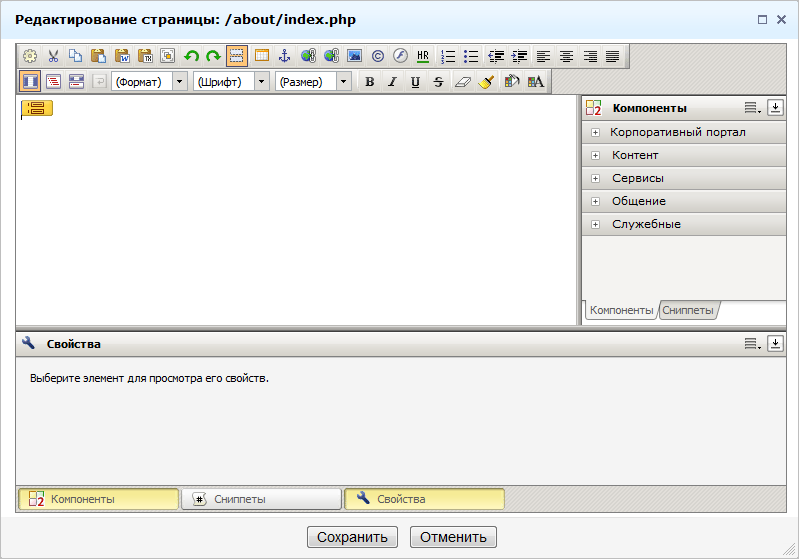 Редактирование страницы: /about/index.php
HR
(Формат) (Шрифт) (Размер) B I U S A
Компоненты
Корпоративный портал
Контент
Сервисы
Общение
Служебные
Компоненты Сниппеты
Свойства
Выберите элемент для просмотра его свойств.
Компоненты Сниппеты Свойства
Сохранить Отменить